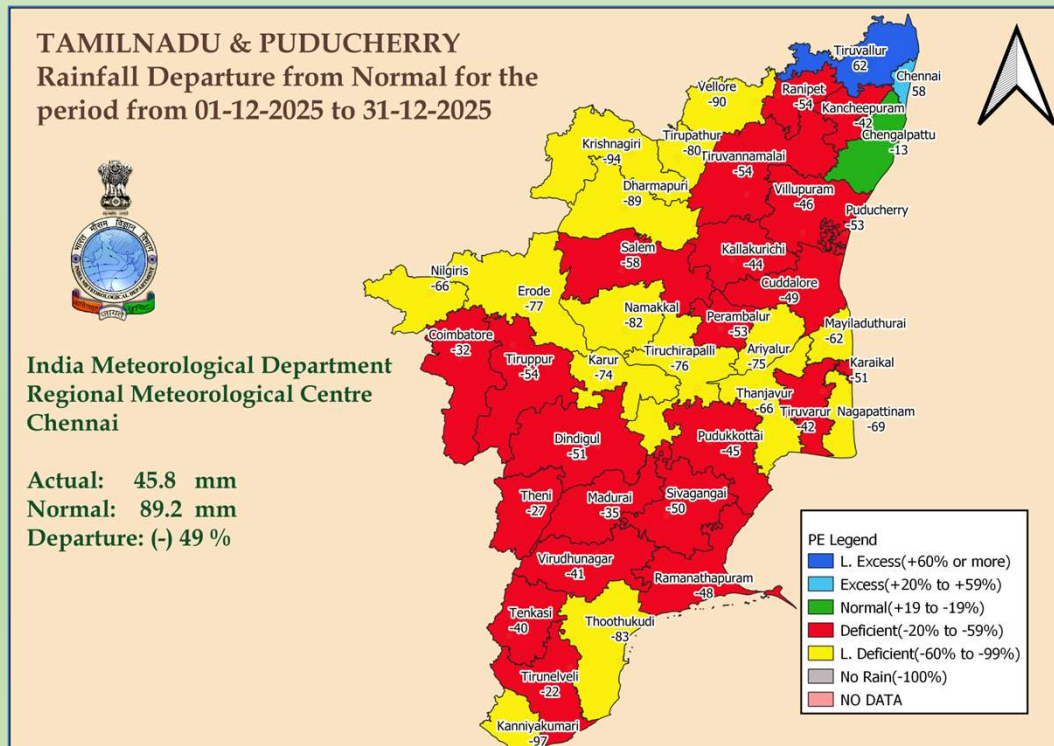 TAMILNADU & PUDUCHERRY
Rainfall Departure from Normal for the
period from 01-12-2025 to 31-12-2025
India Meteorological Department
Regional Meteorological Centre
Chennai
Actual: 45.8 mm
Normal: 89.2 mm
Departure: (-) 49 %
Tiruvallur
62
Chennai
58
Vellore
-90
Ranipet
-54
Kancheepuram
-42
Chengalpattu
-13
Krishnagiri
-94
Tirupathur
-80
Tiruvannamalai
-54
Dharmapuri
-89
Villupuram
-46
Puducherry
-53
Salem
-58
Kallakurichi
-44
Cuddalore
-49
Nilgiris
-66
Erode
-77
Namakkal
-82
Perambalur
-53
Mayiladuthurai
-62
Coimbatore
-32
Tiruppur
-54
Karur
-74
Tiruchirapalli
-76
Ariyalur
-75
Karaikal
-51
Thanjavur
-66
Tiruvarur
-42
Nagapattinam
-69
Dindigul
-51
Pudukkottai
-45
Theni
-27
Madurai
-35
Sivagangai
-50
Virudhunagar
-41
Ramanathapuram
-48
Tenkasi
-40
Thoothukudi
-83
Tirunelveli
-22
Kanniyakumari
-97
PE Legend
L. Excess(+60% or more)
Excess(+20% to +59%)
Normal(+19 to -19%)
Deficient(-20% to -59%)
L. Deficient(-60% to -99%)
No Rain(-100%)
NO DATA
INDIA METEOROLOGICAL DEPARTMENT